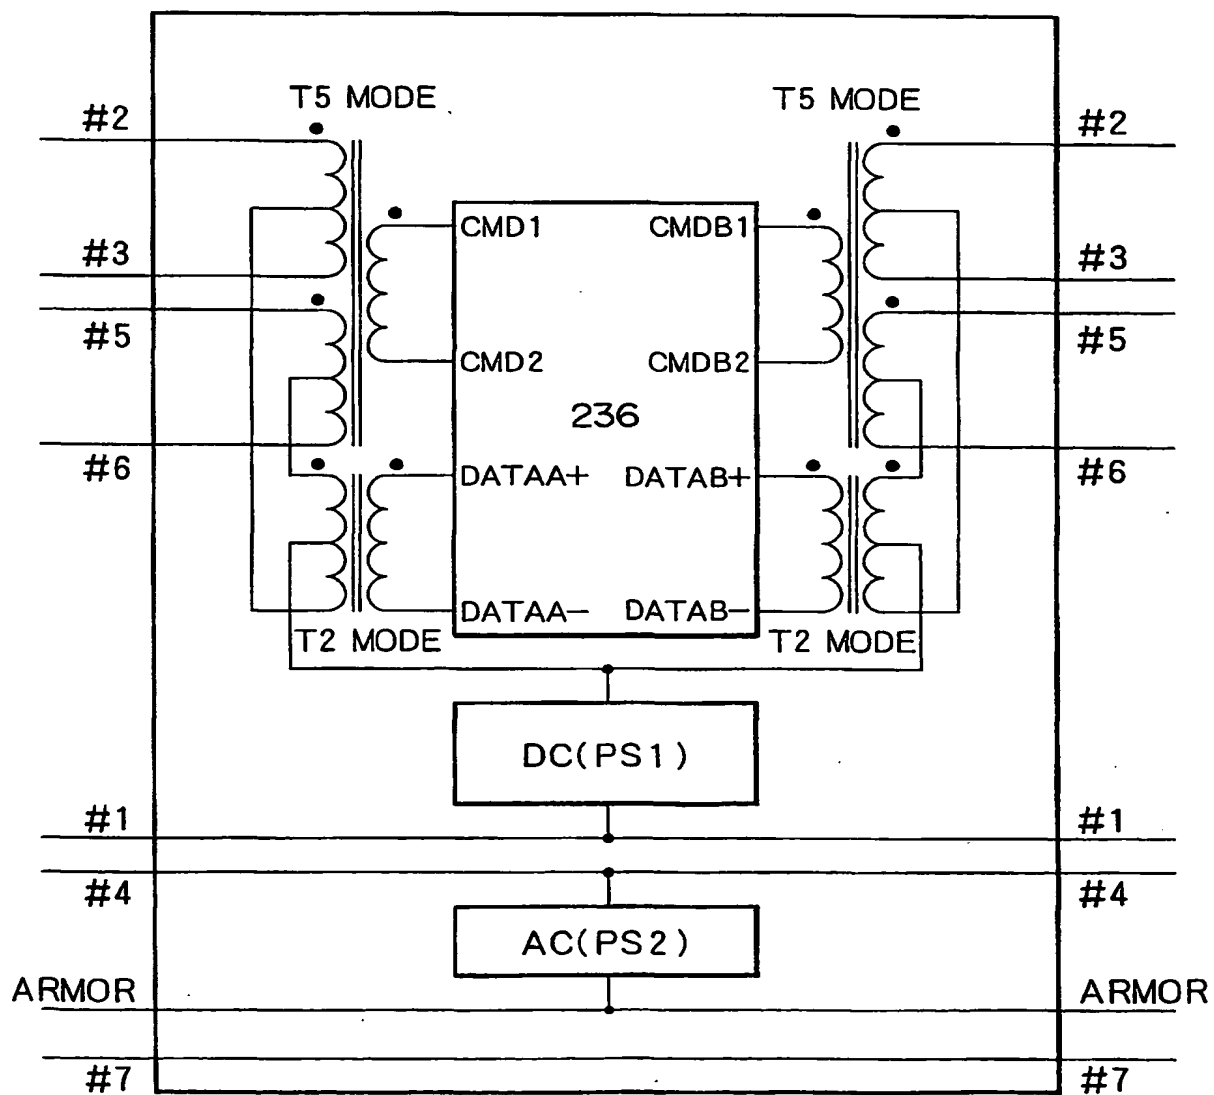 T5 MODE T5 MODE
#2 #2
CMD1 CMDB1
#3 #3
#5 #5
CMD2 CMDB2
236
#6 #6
DATAA+ DATAB+
DATAA− DATAB−
T2 MODE T2 MODE
DC(PS1)
#1 #1
#4 #4
AC(PS2)
ARMOR ARMOR
#7 #7